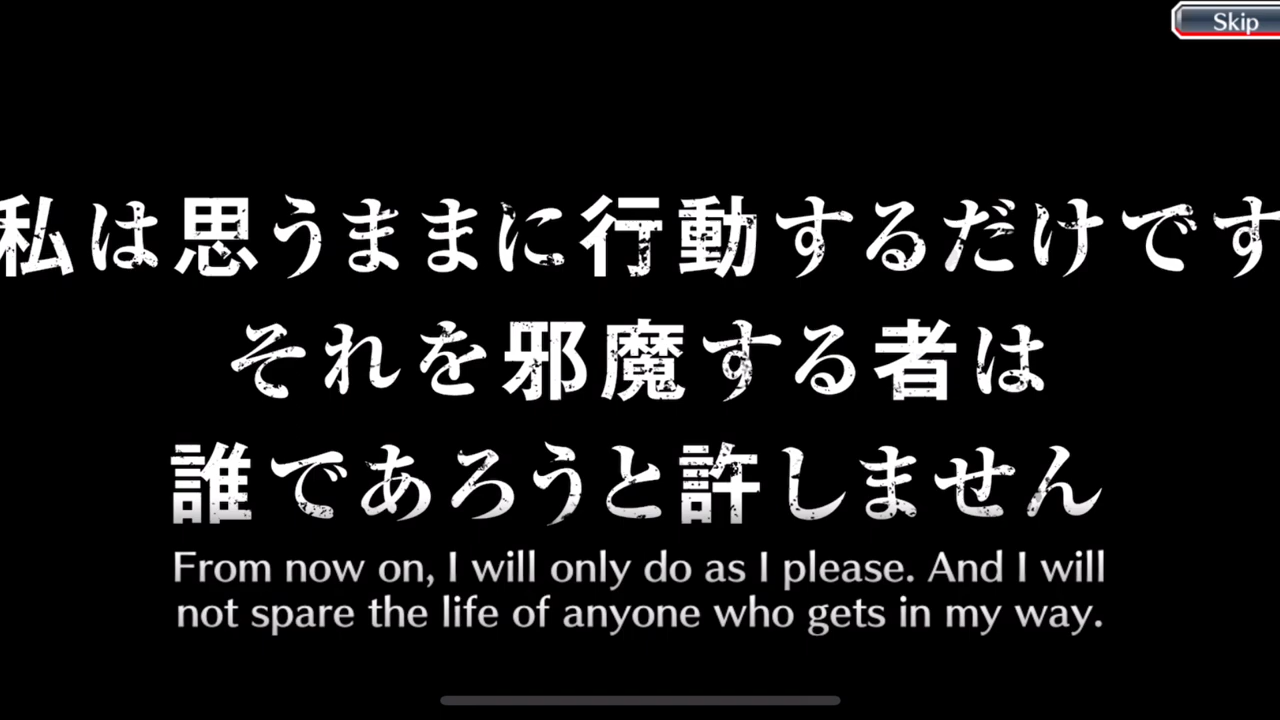 Skip
私は思うままに行動するだけです
それを邪魔する者は
誰であろうと許しません
From now on, I will only do as I please. And I will
not spare the life of anyone who gets in my way.